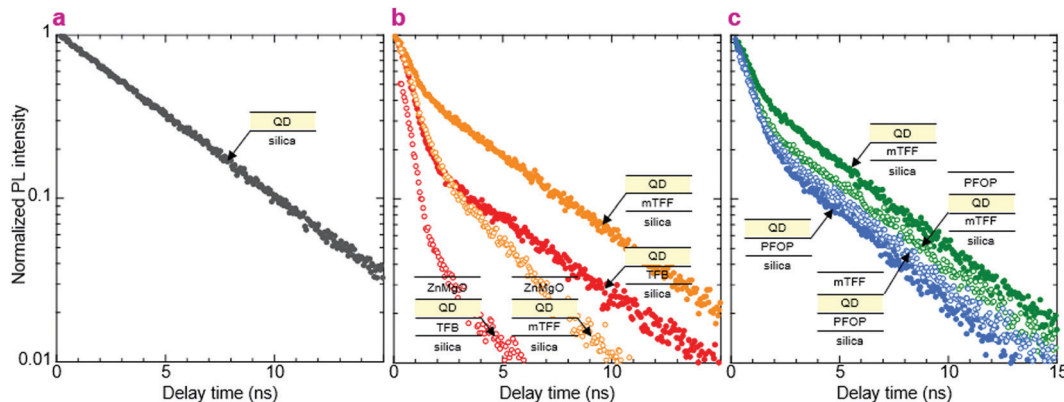 a
b
c
Normalized PL intensity
1
0.1
0.01
QD
silica
0
5
10
Delay time (ns)
QD
mTFF
silica
QD
TFB
silica
ZnMgO
QD
TFB
silica
ZnMgO
QD
mTFF
silica
0
5
10
Delay time (ns)
QD
mTFF
silica
PFOP
QD
mTFF
silica
QD
PFOP
silica
mTFF
QD
PFOP
silica
0
5
10
15
Delay time (ns)